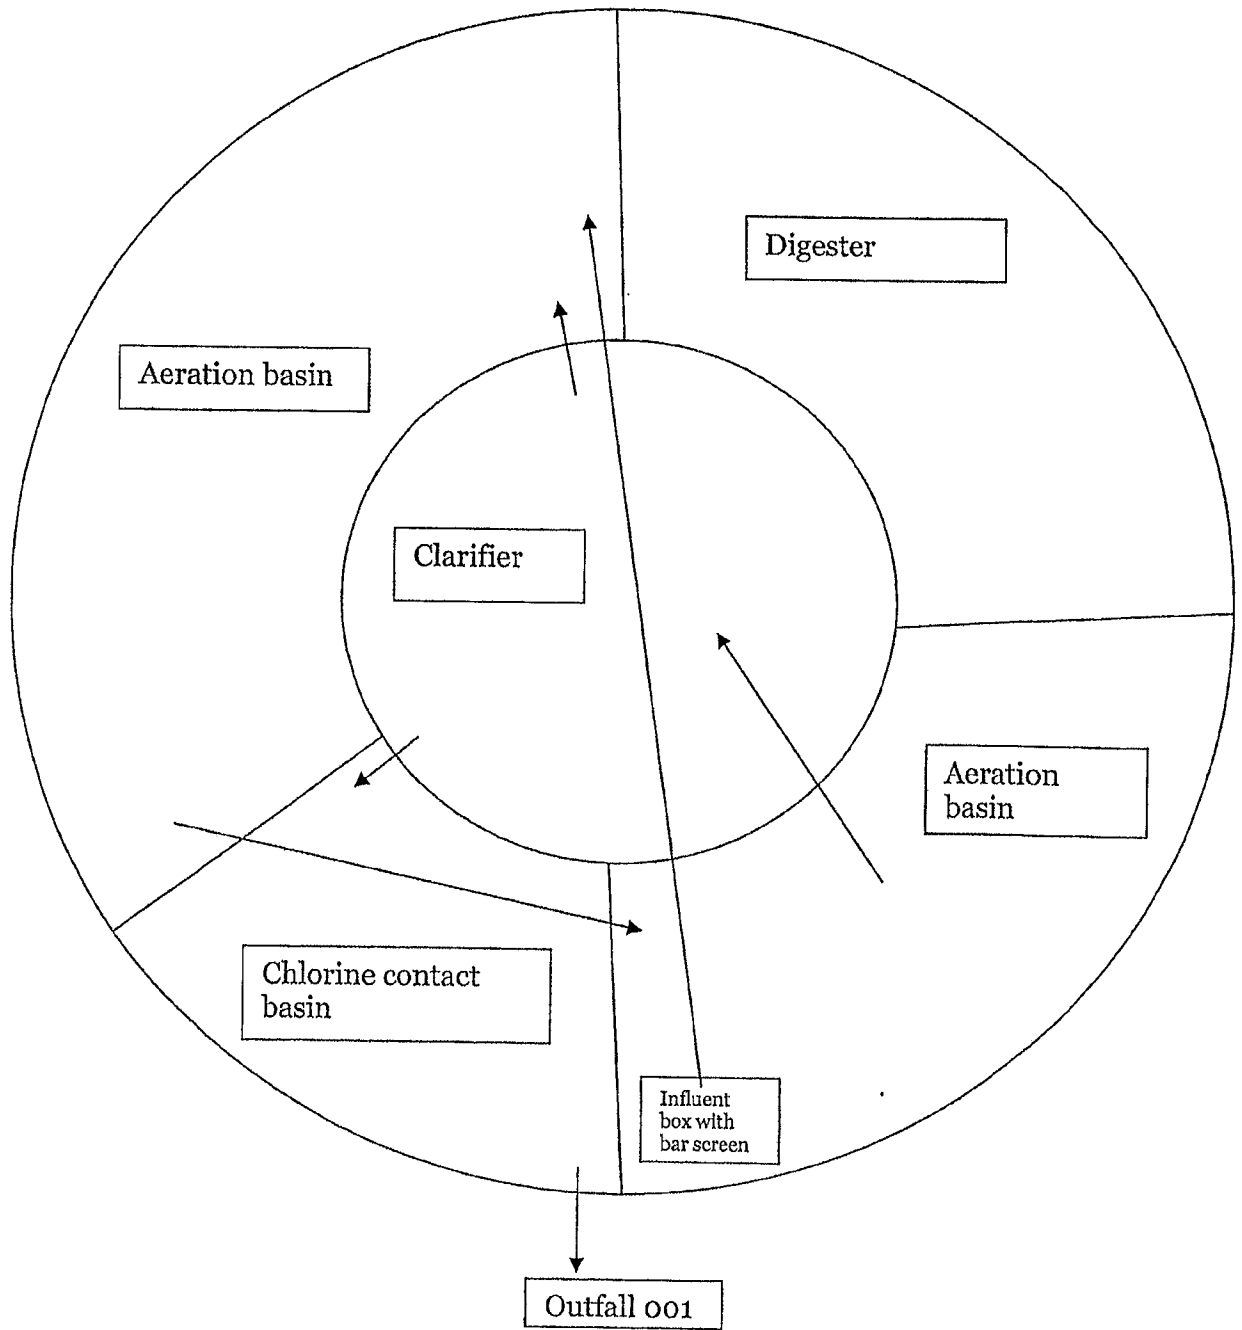 Digester
Aeration basin
Clarifier
Aeration
basin
Chlorine contact
basin
Influent
box with
bar screen
Outfall 001